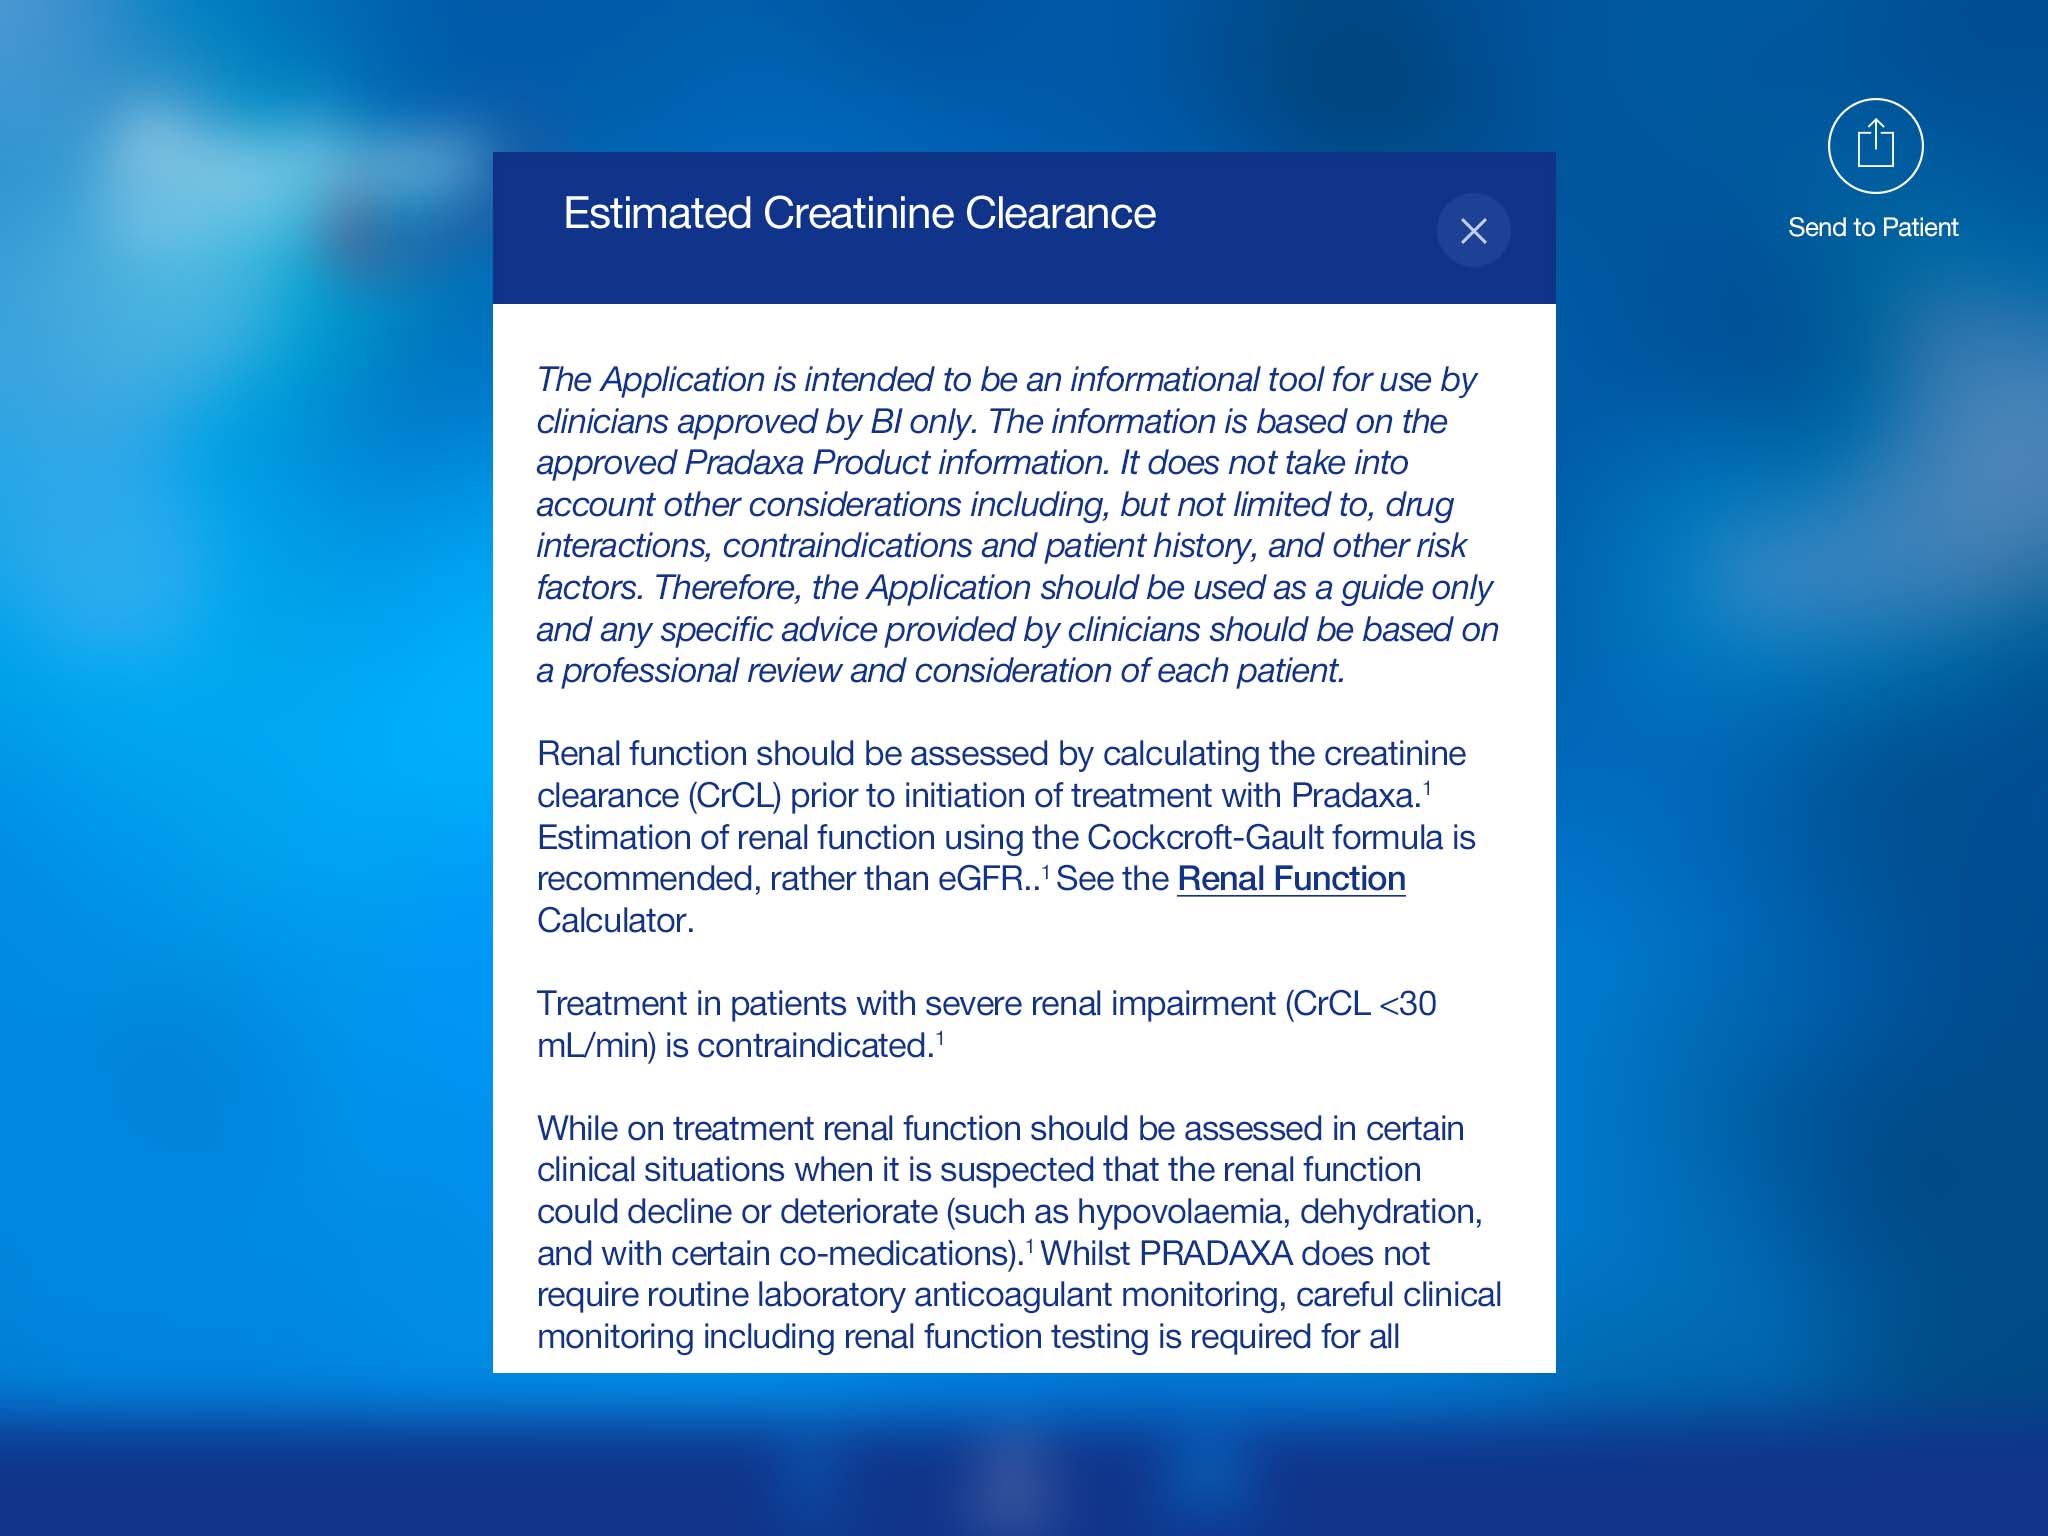 Estimated Creatinine Clearance
Send to Patient
The Application is intended to be an informational tool for use by
clinicians approved by BI only. The information is based on the
approved Pradaxa Product information. It does not take into
account other considerations including, but not limited to, drug
interactions, contraindications and patient history, and other risk
factors. Therefore, the Application should be used as a guide only
and any specific advice provided by clinicians should be based on
a professional review and consideration of each patient.
Renal function should be assessed by calculating the creatinine
clearance (CrCL) prior to initiation of treatment with Pradaxa.¹
Estimation of renal function using the Cockcroft-Gault formula is
recommended, rather than eGFR..¹ See the Renal Function
Calculator.
Treatment in patients with severe renal impairment (CrCL <30
mL/min) is contraindicated.¹
While on treatment renal function should be assessed in certain
clinical situations when it is suspected that the renal function
could decline or deteriorate (such as hypovolaemia, dehydration,
and with certain co-medications).¹ Whilst PRADAXA does not
require routine laboratory anticoagulant monitoring, careful clinical
monitoring including renal function testing is required for all